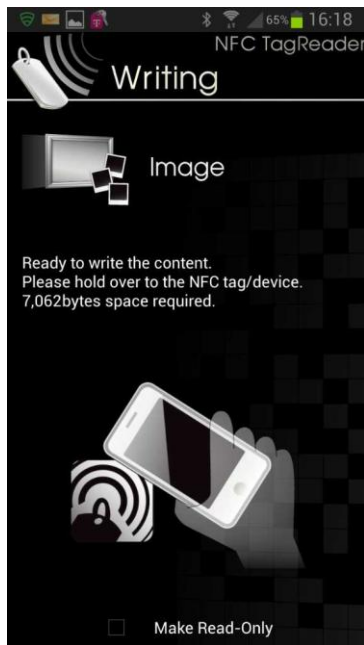 65% 16:18
NFC TagReader
Writing
Image
Ready to write the content.
Please hold over to the NFC tag/device.
7,062bytes space required.
Make Read-Only